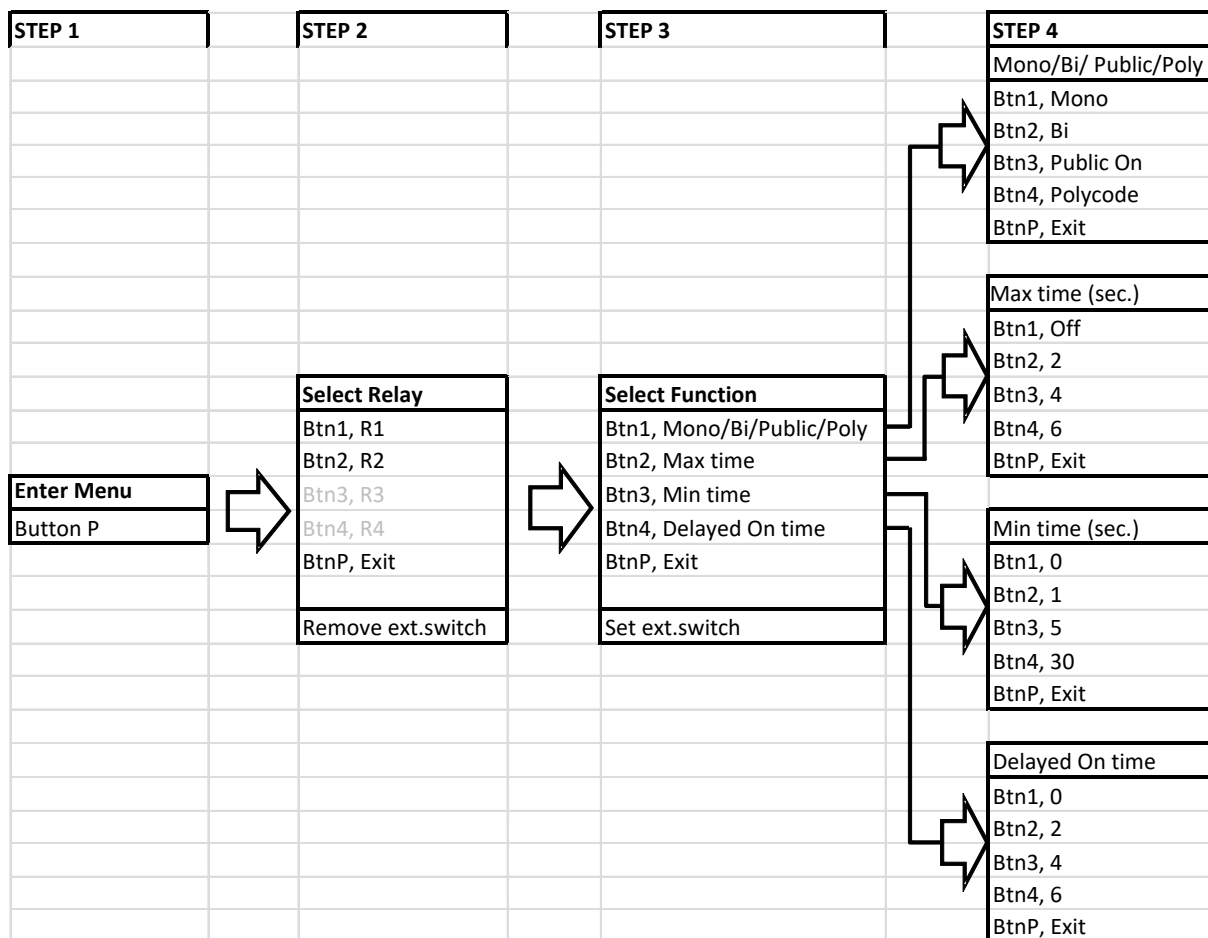 STEP 1
Enter Menu
Button P
STEP 2
Select Relay
Btn1, R1
Btn2, R2
Btn3, R3
Btn4, R4
BtnP, Exit
Remove ext.switch
STEP 3
Select Function
Btn1, Mono/Bi/Public/Poly
Btn2, Max time
Btn3, Min time
Btn4, Delayed On time
BtnP, Exit
Set ext.switch
STEP 4
Mono/Bi/ Public/Poly
Btn1, Mono
Btn2, Bi
Btn3, Public On
Btn4, Polycode
BtnP, Exit
Max time (sec.)
Btn1, Off
Btn2, 2
Btn3, 4
Btn4, 6
BtnP, Exit
Min time (sec.)
Btn1, 0
Btn2, 1
Btn3, 5
Btn4, 30
BtnP, Exit
Delayed On time
Btn1, 0
Btn2, 2
Btn3, 4
Btn4, 6
BtnP, Exit